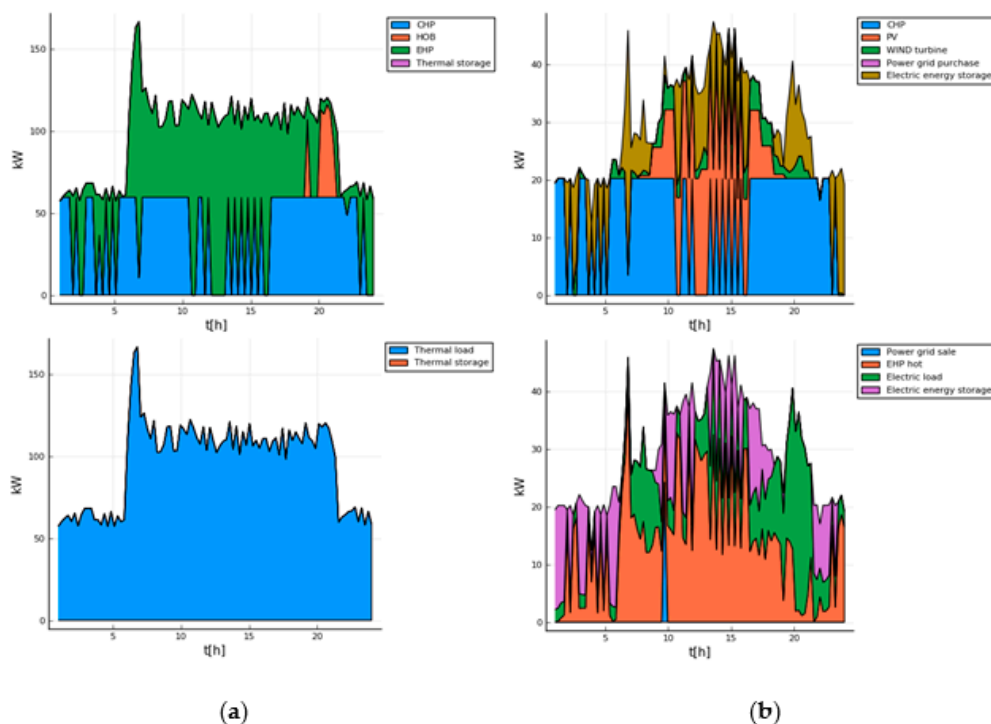 CHP
HOB
EHP
Thermal storage
kW
150
100
50
0
5
10
15
20
t[h]
CHP
PV
WIND turbine
Power grid purchase
Electric energy storage
kW
40
30
20
10
0
5
10
15
20
t[h]
Thermal load
Thermal storage
kW
150
100
50
0
5
10
15
20
t[h]
Power grid sale
EHP hot
Electric load
Electric energy storage
kW
40
30
20
10
0
5
10
15
20
t[h]
(a)
(b)